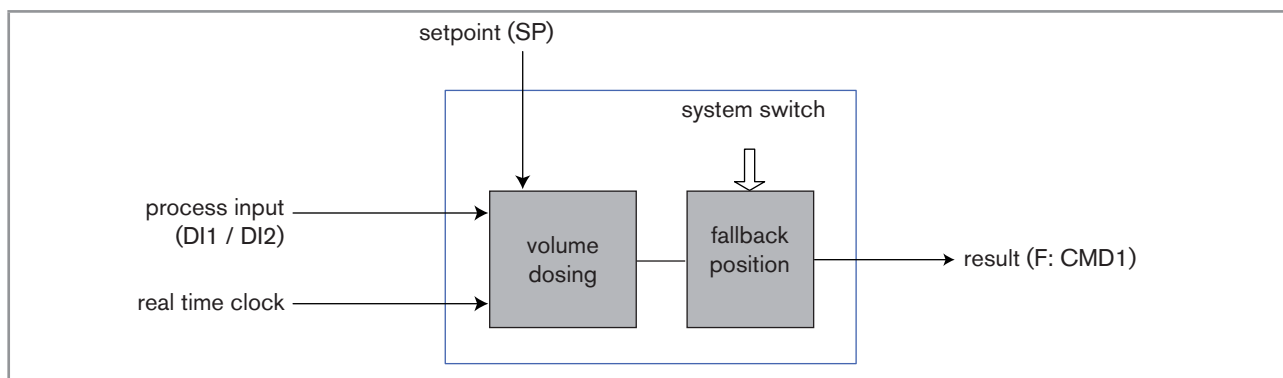 setpoint (SP)
system switch
process input
(DI1 / DI2)
volume
dosing
fallback
position
result (F: CMD1)
real time clock